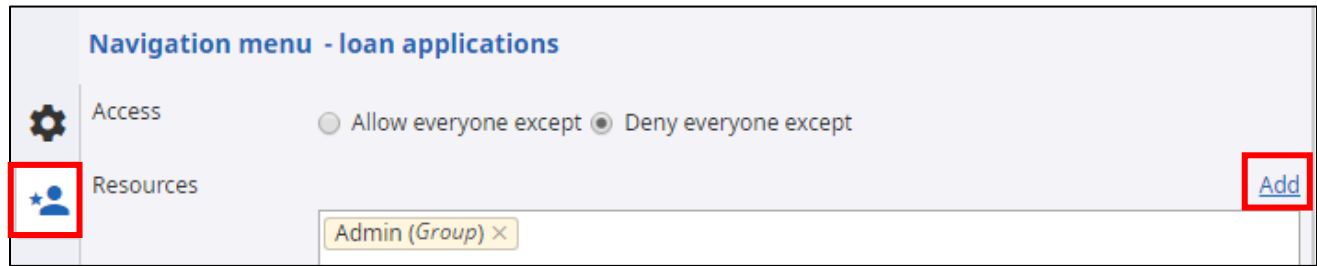 Navigation menu - loan applications
Access
Allow everyone except Deny everyone except
Resources
Add
Admin (Group) ×